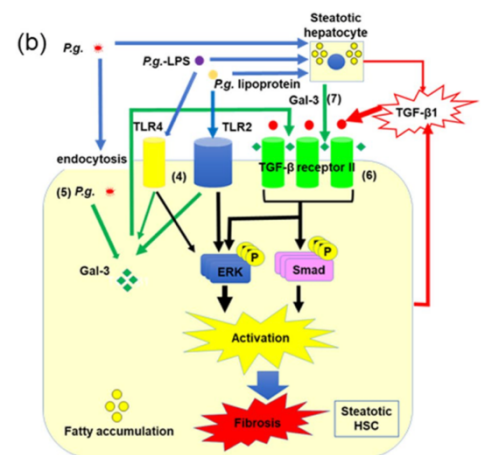 (b)
Steatotic
hepatocyte
P.g.
P.g.-LPS
P.g. lipoprotein
Gal-3 (7)
TGF-β1
TLR4
TLR2
endocytosis
TGF-β receptor II
(4)
(6)
(5) P.g.
Gal-3
P
ERK
P
Smad
Activation
Fibrosis
Fatty accumulation
Steatotic
HSC